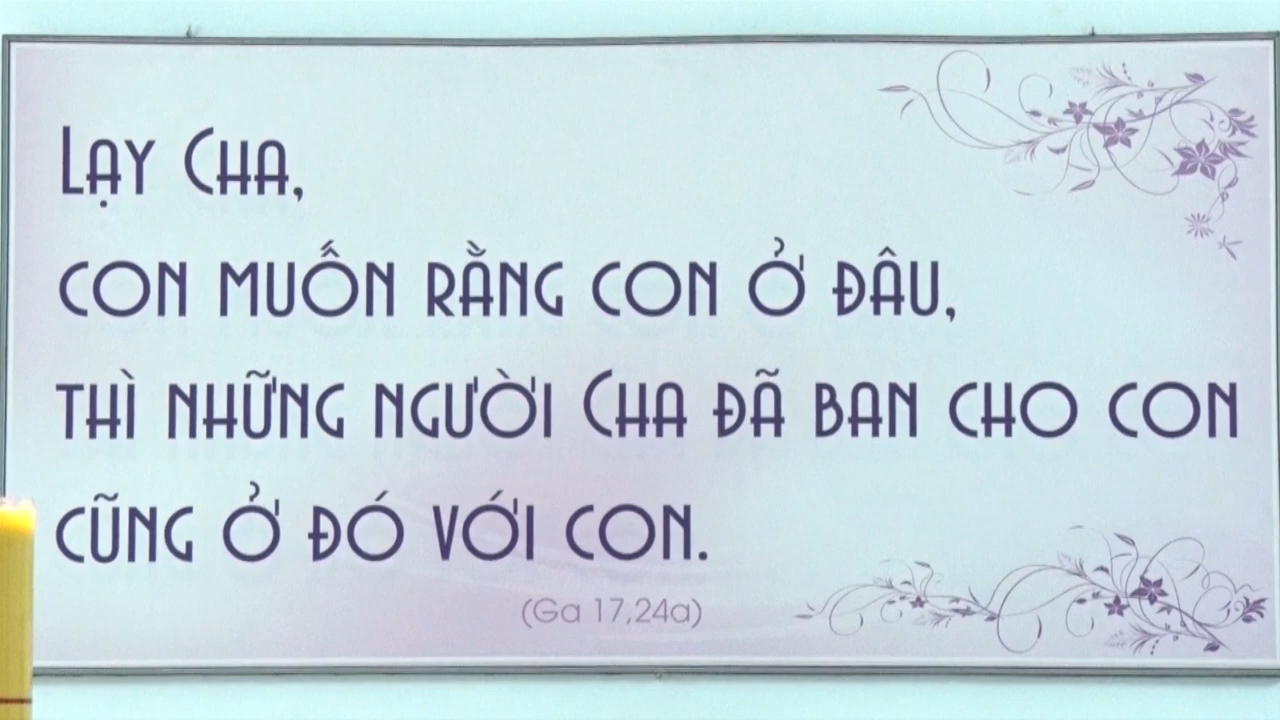 Lạy Cha,
con muốn rằng con ở đâu,
thì những người Cha đã ban cho con
cũng ở đó với con.
(Ga 17,24a)